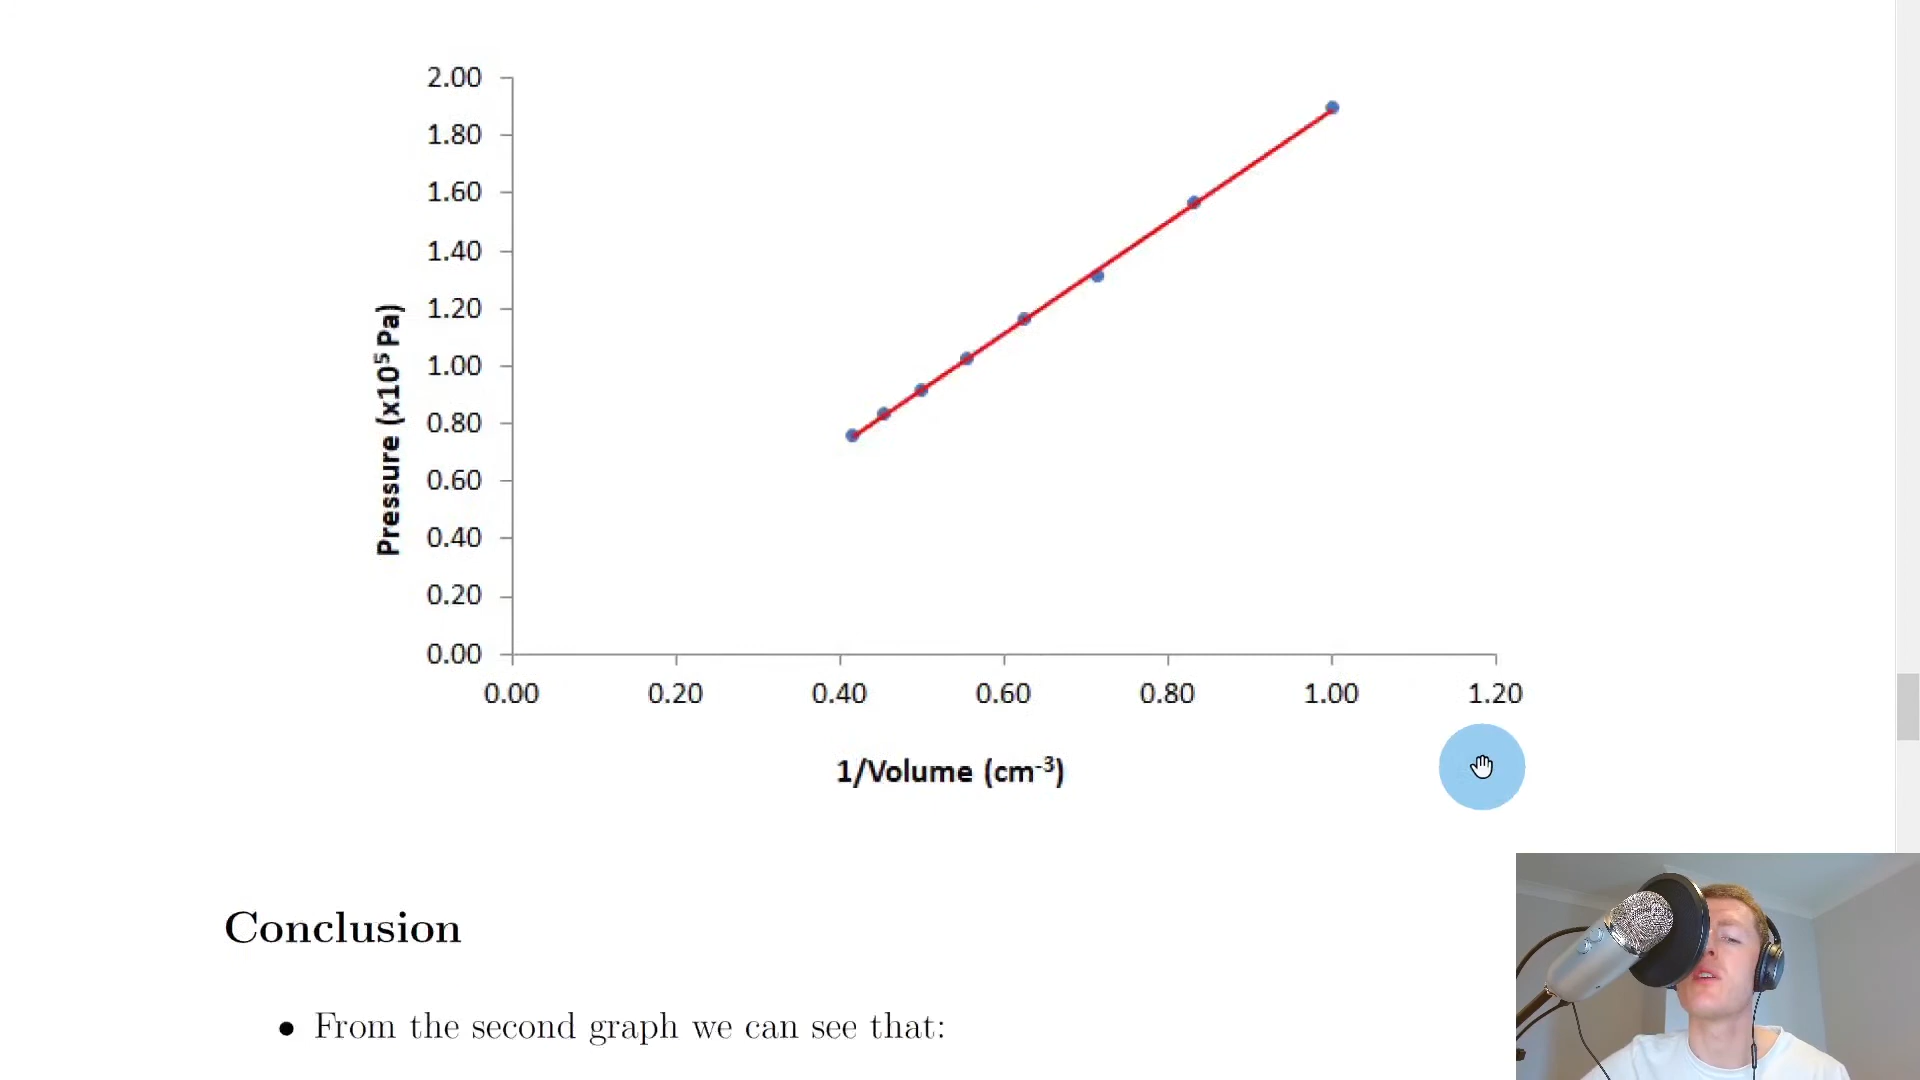 2.00
1.80
1.60
1.40
1.20
1.00
0.80
0.60
0.40
0.20
0.00
Pressure (x10⁵ Pa)
0.00 0.20 0.40 0.60 0.80 1.00 1.20
1/Volume (cm⁻³)
Conclusion
• From the second graph we can see that: